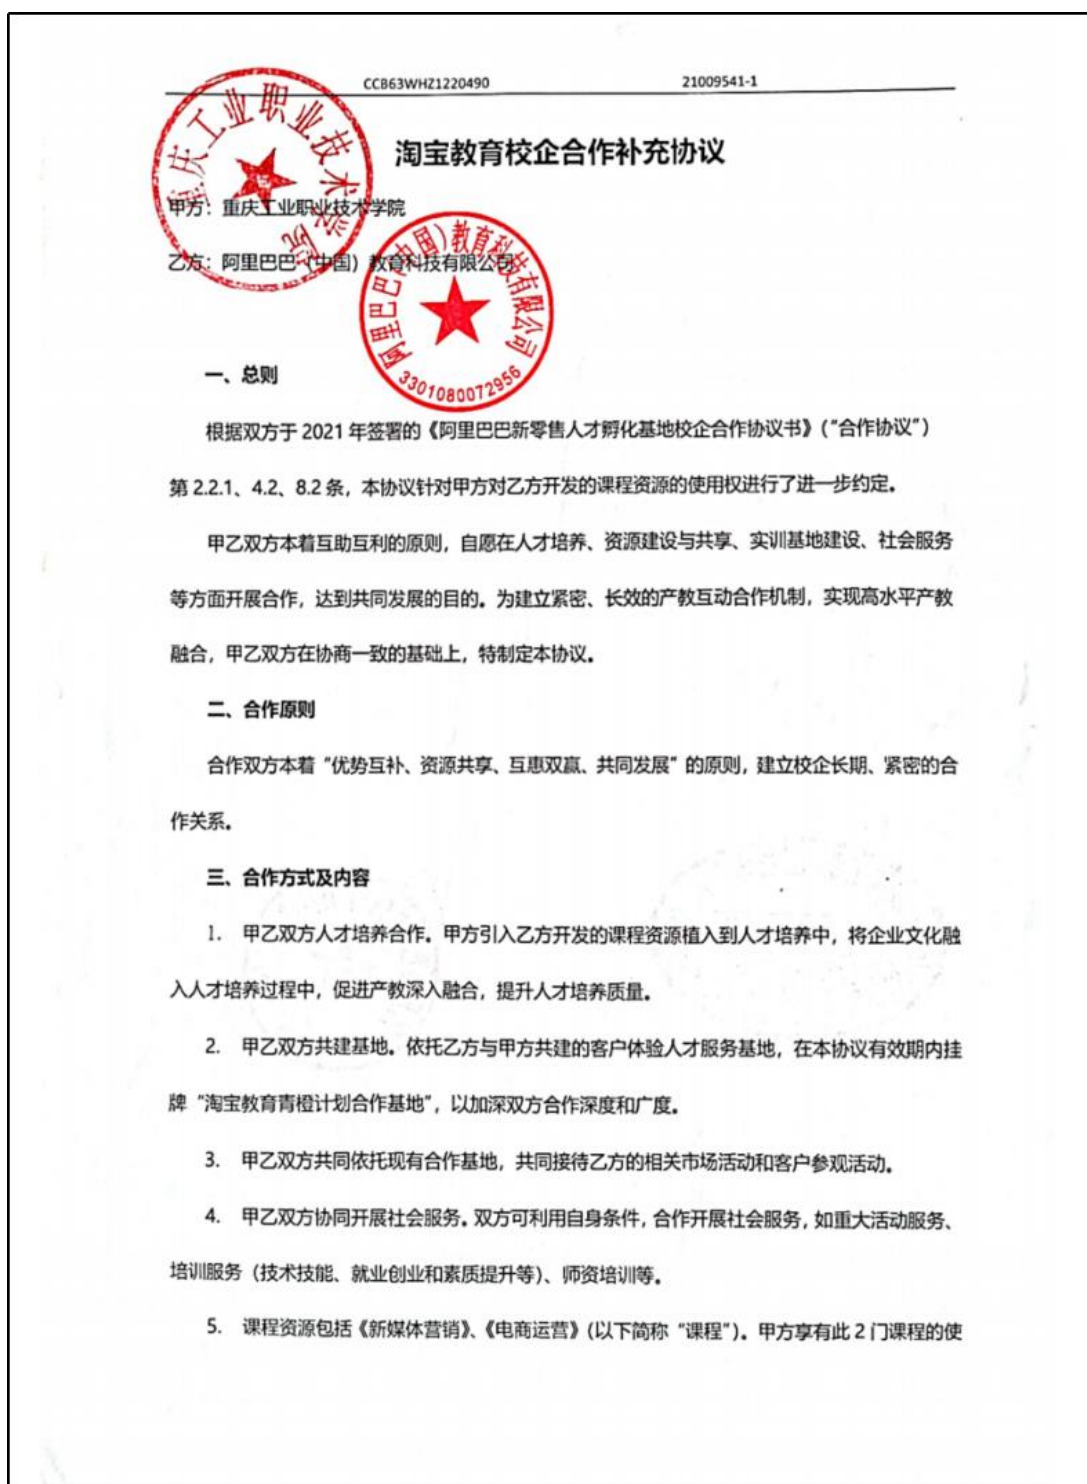 CCB63WHZ1220490 21009541-1
淘宝教育校企合作补充协议
甲方：重庆工业职业技术学院
乙方：阿里巴巴（中国）教育科技有限公司
重庆工业职业技术学院
阿里巴巴（中国）教育科技有限公司
3301080072956
一、总则
根据双方于 2021 年签署的《阿里巴巴新零售人才孵化基地校企合作协议书》（“合作协议”）
第 2.2.1、4.2、8.2 条，本协议针对甲方对乙方开发的课程资源的使用权进行了进一步约定。
甲乙双方本着互助互利的原则，自愿在人才培养、资源建设与共享、实训基地建设、社会服务
等方面开展合作，达到共同发展的目的。为建立紧密、长效的产教互动合作机制，实现高水平产教
融合，甲乙双方在协商一致的基础上，特制定本协议。
二、合作原则
合作双方本着“优势互补、资源共享、互惠双赢、共同发展”的原则，建立校企长期、紧密的合
作关系。
三、合作方式及内容
1. 甲乙双方人才培养合作。甲方引入乙方开发的课程资源植入到人才培养中，将企业文化融
入人才培养过程中，促进产教深入融合，提升人才培养质量。
2. 甲乙双方共建基地。依托乙方与甲方共建的客户体验人才服务基地，在本协议有效期内挂
牌“淘宝教育青橙计划合作基地”，以加深双方合作深度和广度。
3. 甲乙双方共同依托现有合作基地，共同接待乙方的相关市场活动和客户参观活动。
4. 甲乙双方协同开展社会服务。双方可利用自身条件，合作开展社会服务，如重大活动服务、
培训服务（技术技能、就业创业和素质提升等）、师资培训等。
5. 课程资源包括《新媒体营销》、《电商运营》（以下简称“课程”）。甲方享有此 2 门课程的使